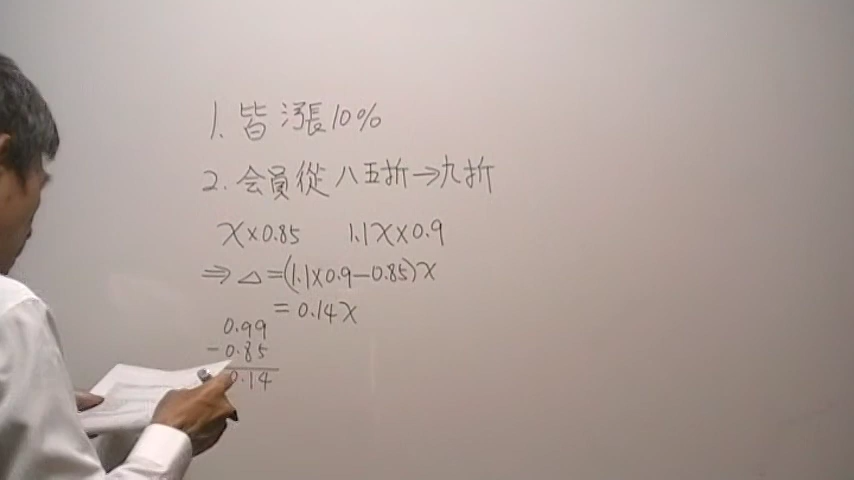 1. 皆漲10%
2. 会員從八五折→九折
x×0.85 1.1x×0.9
⇒ △=(1.1×0.9−0.85)x
= 0.14x
0.99
−0.85
0.14